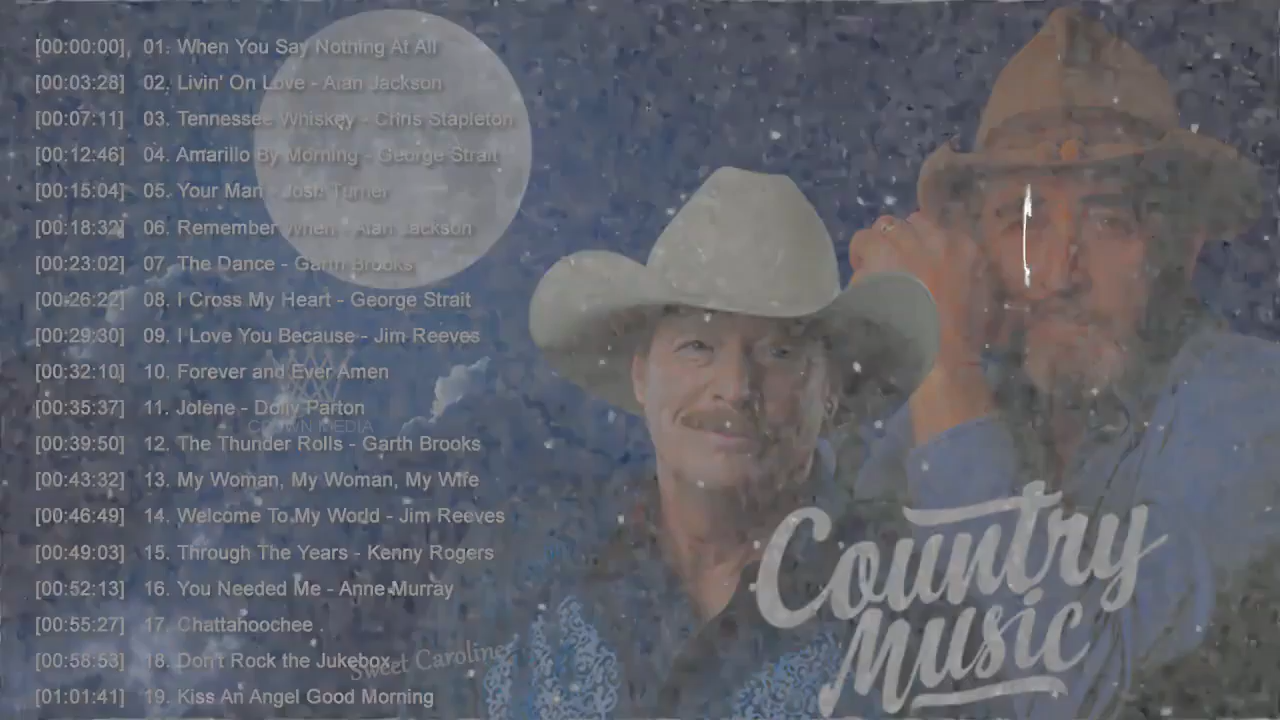 [00:00:00], 01. When You Say Nothing At All
[00:03:28] 02. Livin' On Love - Alan Jackson
[00:07:11] 03. Tennessee Whiskey - Chris Stapleton
[00:12:46] 04. Amarillo By Morning - George Strait
[00:15:04] 05. Your Man - Josh Turner
[00:18:32] 06. Remember When - Alan Jackson
[00:23:02] 07. The Dance - Garth Brooks
[00:26:22] 08. I Cross My Heart - George Strait
[00:29:30] 09. I Love You Because - Jim Reeves
[00:32:10] 10. Forever and Ever Amen
[00:35:37] 11. Jolene - Dolly Parton
CROWN MEDIA
[00:39:50] 12. The Thunder Rolls - Garth Brooks
[00:43:32] 13. My Woman, My Woman, My Wife
[00:46:49] 14. Welcome To My World - Jim Reeves
[00:49:03] 15. Through The Years - Kenny Rogers
[00:52:13] 16. You Needed Me - Anne Murray
[00:55:27] 17. Chattahoochee .
[00:58:53] 18. Don't Rock the Jukebox
Sweet Caroline
[01:01:41] 19. Kiss An Angel Good Morning
Country
Music